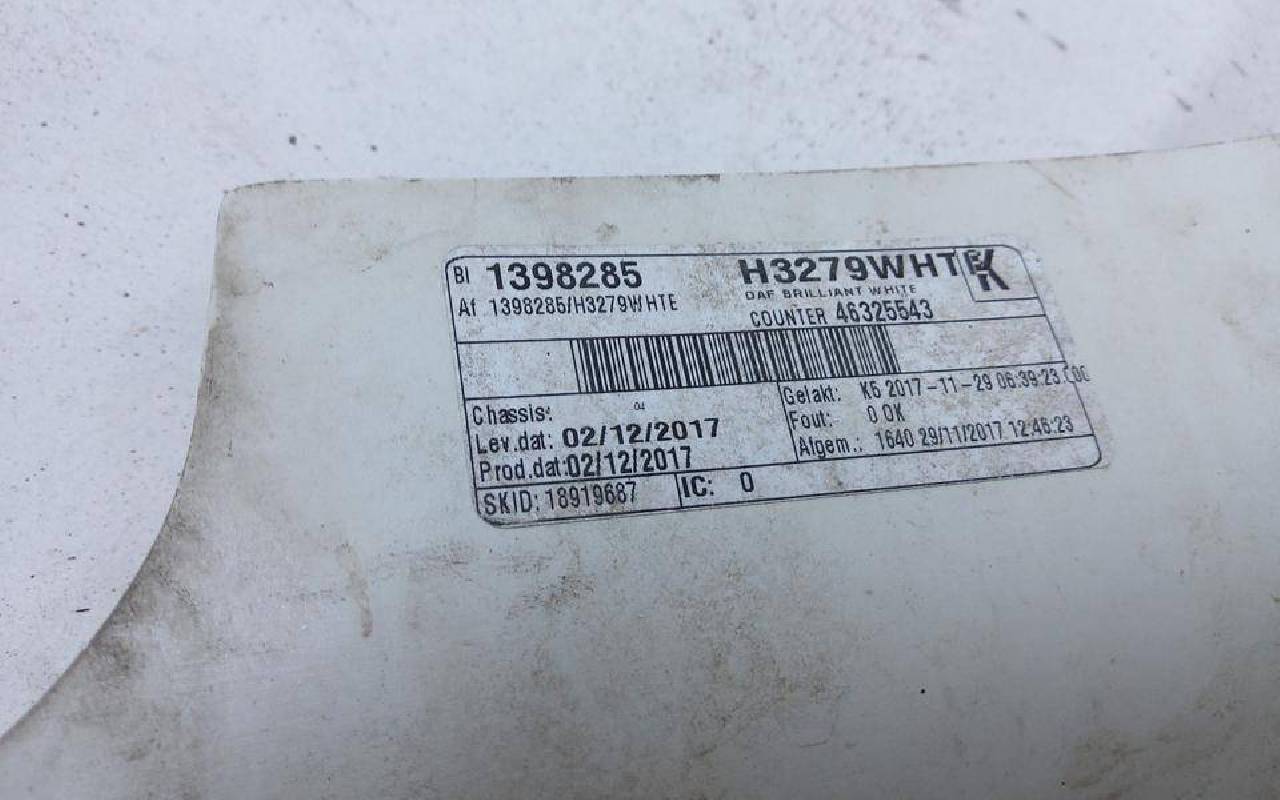 BI 1398285 H3279WHT
Af 1398285/H3279WHTE DAF BRILLIANT WHITE
COUNTER 46325543
Chassis:
Lev.dat: 02/12/2017
Prod.dat:02/12/2017
SKID: 18919687 IC: 0
Gelakt: K5 2017-11-29 06:39:23
Fout: 0 OK
Afgem.: 1640 29/11/2017 12:46:23